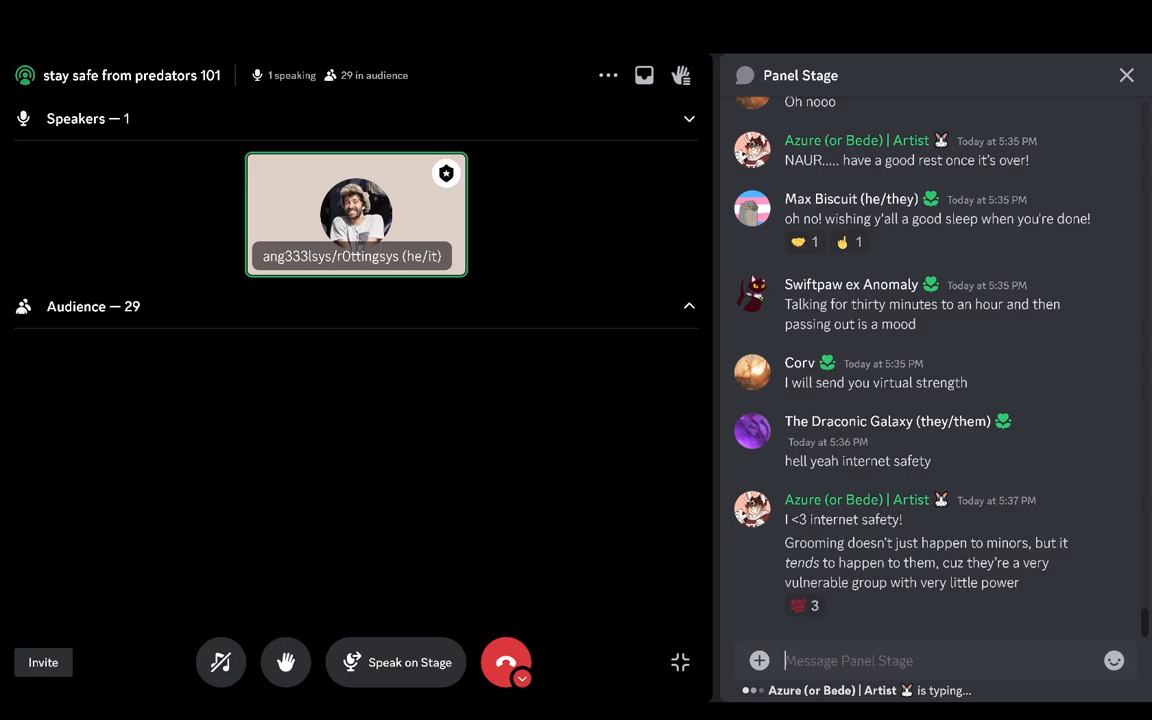 stay safe from predators 101
1 speaking
29 in audience
Speakers — 1
ang333lsys/r0ttingsys (he/it)
Audience — 29
Invite
Speak on Stage
Panel Stage
Oh nooo
Azure (or Bede) | Artist Today at 5:35 PM
NAUR..... have a good rest once it's over!
Max Biscuit (he/they) Today at 5:35 PM
oh no! wishing y'all a good sleep when you're done!
1 1
Swiftpaw ex Anomaly Today at 5:35 PM
Talking for thirty minutes to an hour and then
passing out is a mood
Corv Today at 5:35 PM
I will send you virtual strength
The Draconic Galaxy (they/them)
Today at 5:36 PM
hell yeah internet safety
Azure (or Bede) | Artist Today at 5:37 PM
I <3 internet safety!
Grooming doesn't just happen to minors, but it
tends to happen to them, cuz they're a very
vulnerable group with very little power
💯 3
Message Panel Stage
Azure (or Bede) | Artist is typing...